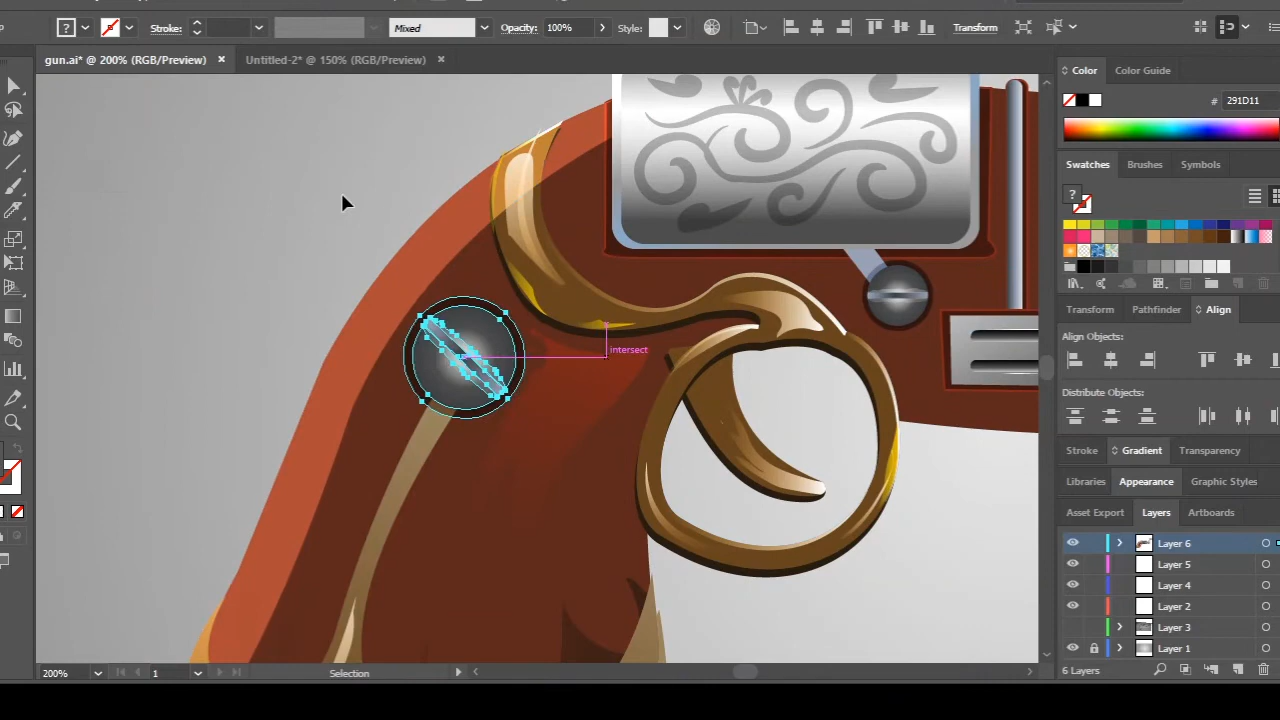 Stroke: Mixed Opacity: 100% Style: Transform
gun.ai* @ 200% (RGB/Preview) × Untitled-2* @ 150% (RGB/Preview) ×
Color Color Guide
# 291D11
Swatches Brushes Symbols
?
Transform Pathfinder Align
Align Objects:
intersect
Distribute Objects:
Stroke Gradient Transparency
Libraries Appearance Graphic Styles
Asset Export Layers Artboards
Layer 6
Layer 5
Layer 4
Layer 2
Layer 3
Layer 1
200% 1 Selection 6 Layers